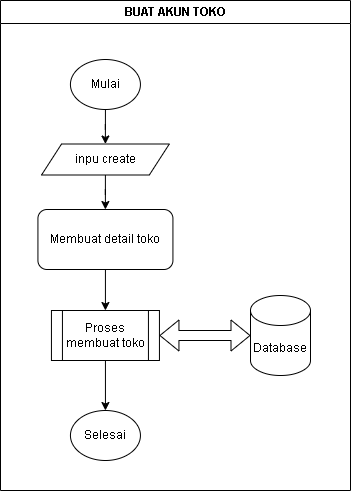 BUAT AKUN TOKO
Mulai
inpu create
Membuat detail toko
Proses
membuat toko
Database
Selesai